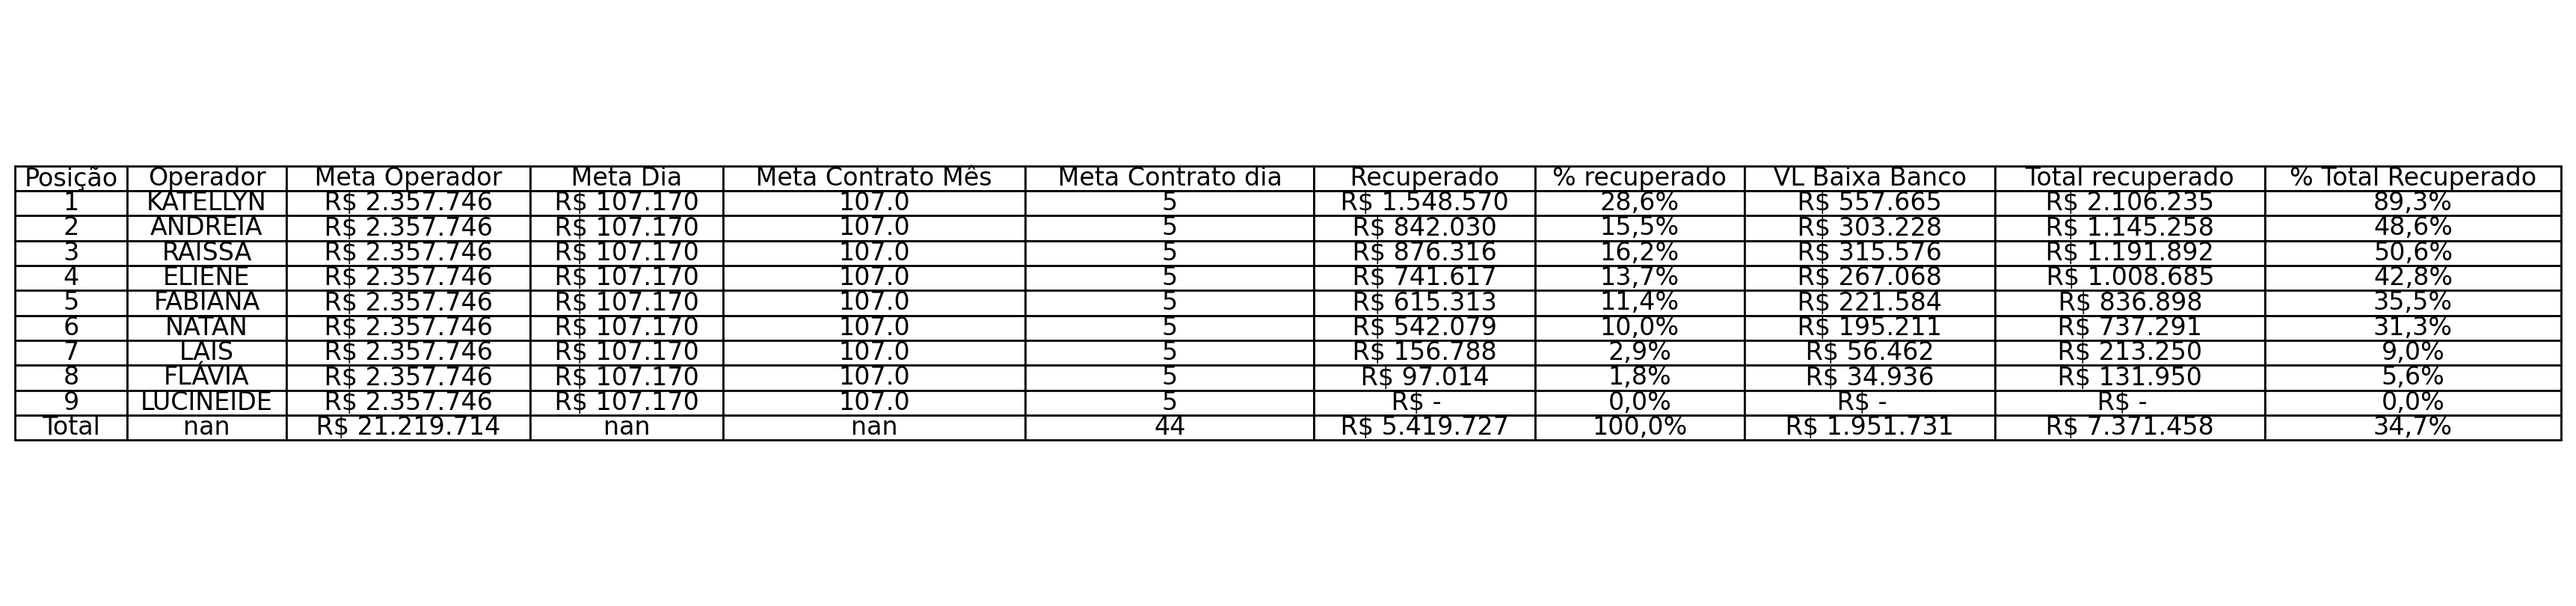 Posição Operador Meta Operador Meta Dia Meta Contrato Mês Meta Contrato dia Recuperado % recuperado VL Baixa Banco Total recuperado % Total Recuperado
1 KATELLYN R$ 2.357.746 R$ 107.170 107.0 5 R$ 1.548.570 28,6% R$ 557.665 R$ 2.106.235 89,3%
2 ANDREIA R$ 2.357.746 R$ 107.170 107.0 5 R$ 842.030 15,5% R$ 303.228 R$ 1.145.258 48,6%
3 RAISSA R$ 2.357.746 R$ 107.170 107.0 5 R$ 876.316 16,2% R$ 315.576 R$ 1.191.892 50,6%
4 ELIENE R$ 2.357.746 R$ 107.170 107.0 5 R$ 741.617 13,7% R$ 267.068 R$ 1.008.685 42,8%
5 FABIANA R$ 2.357.746 R$ 107.170 107.0 5 R$ 615.313 11,4% R$ 221.584 R$ 836.898 35,5%
6 NATAN R$ 2.357.746 R$ 107.170 107.0 5 R$ 542.079 10,0% R$ 195.211 R$ 737.291 31,3%
7 LAIS R$ 2.357.746 R$ 107.170 107.0 5 R$ 156.788 2,9% R$ 56.462 R$ 213.250 9,0%
8 FLÁVIA R$ 2.357.746 R$ 107.170 107.0 5 R$ 97.014 1,8% R$ 34.936 R$ 131.950 5,6%
9 LUCINEIDE R$ 2.357.746 R$ 107.170 107.0 5 R$ - 0,0% R$ - R$ - 0,0%
Total nan R$ 21.219.714 nan nan 44 R$ 5.419.727 100,0% R$ 1.951.731 R$ 7.371.458 34,7%